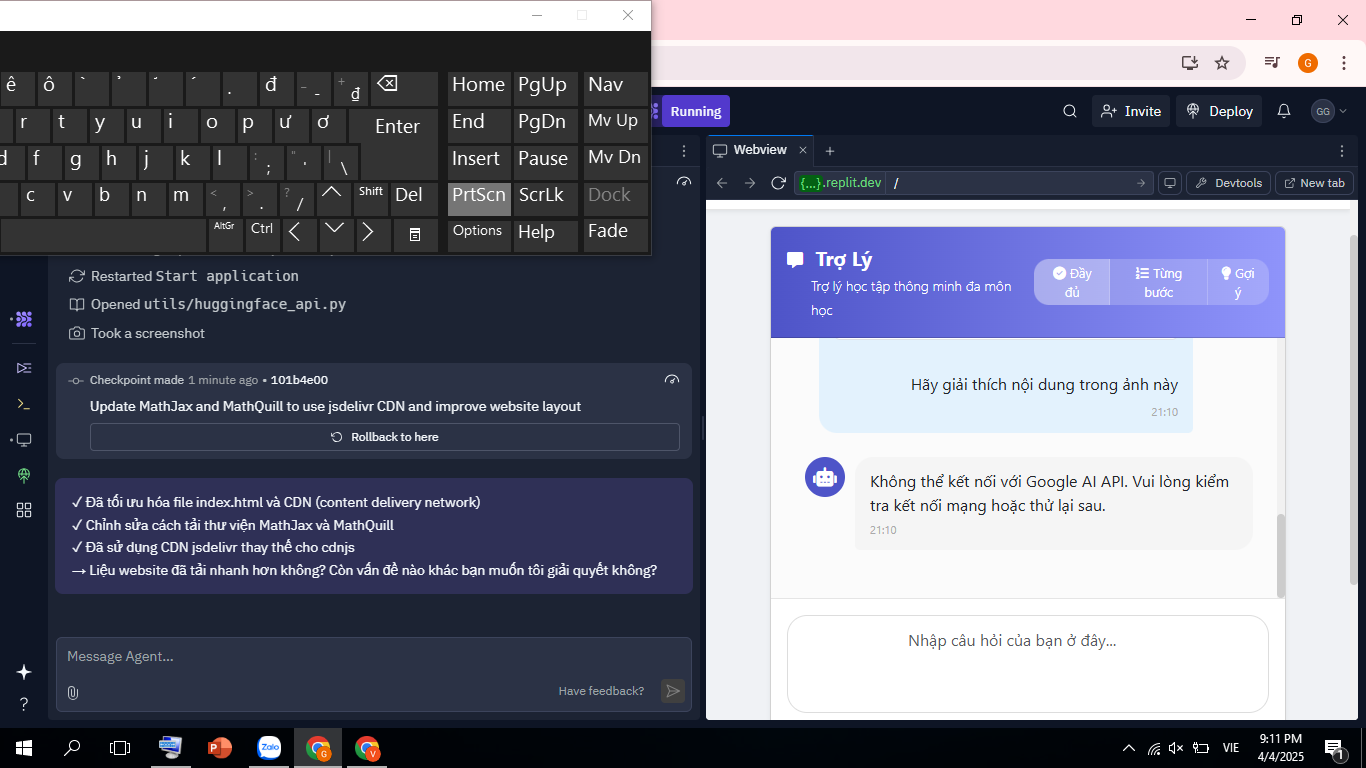 ê ô ` ̉ ̆ ́ . đ - - + ₫
Home PgUp Nav
r t y u i o p ư ơ Enter
End PgDn Mv Up
d f g h j k l : ; " ' | \
Insert Pause Mv Dn
c v b n m < , > . ? / Shift Del
PrtScn ScrLk Dock
AltGr Ctrl
Options Help Fade
G
Running
Invite
Deploy
GG
Webview
{...}.replit.dev /
Devtools
New tab
Restarted Start application
Opened utils/huggingface_api.py
Took a screenshot
Checkpoint made 1 minute ago • 101b4e00
Update MathJax and MathQuill to use jsdelivr CDN and improve website layout
Rollback to here
✓ Đã tối ưu hóa file index.html và CDN (content delivery network)
✓ Chỉnh sửa cách tải thư viện MathJax và MathQuill
✓ Đã sử dụng CDN jsdelivr thay thế cho cdnjs
→ Liệu website đã tải nhanh hơn không? Còn vấn đề nào khác bạn muốn tôi giải quyết không?
Message Agent...
Have feedback?
?
Trợ Lý
Trợ lý học tập thông minh đa môn
học
Đầy
đủ
Từng
bước
Gợi
ý
Hãy giải thích nội dung trong ảnh này
21:10
Không thể kết nối với Google AI API. Vui lòng kiểm
tra kết nối mạng hoặc thử lại sau.
21:10
Nhập câu hỏi của bạn ở đây...
P
Zalo
G
V
VIE
9:11 PM
4/4/2025
1